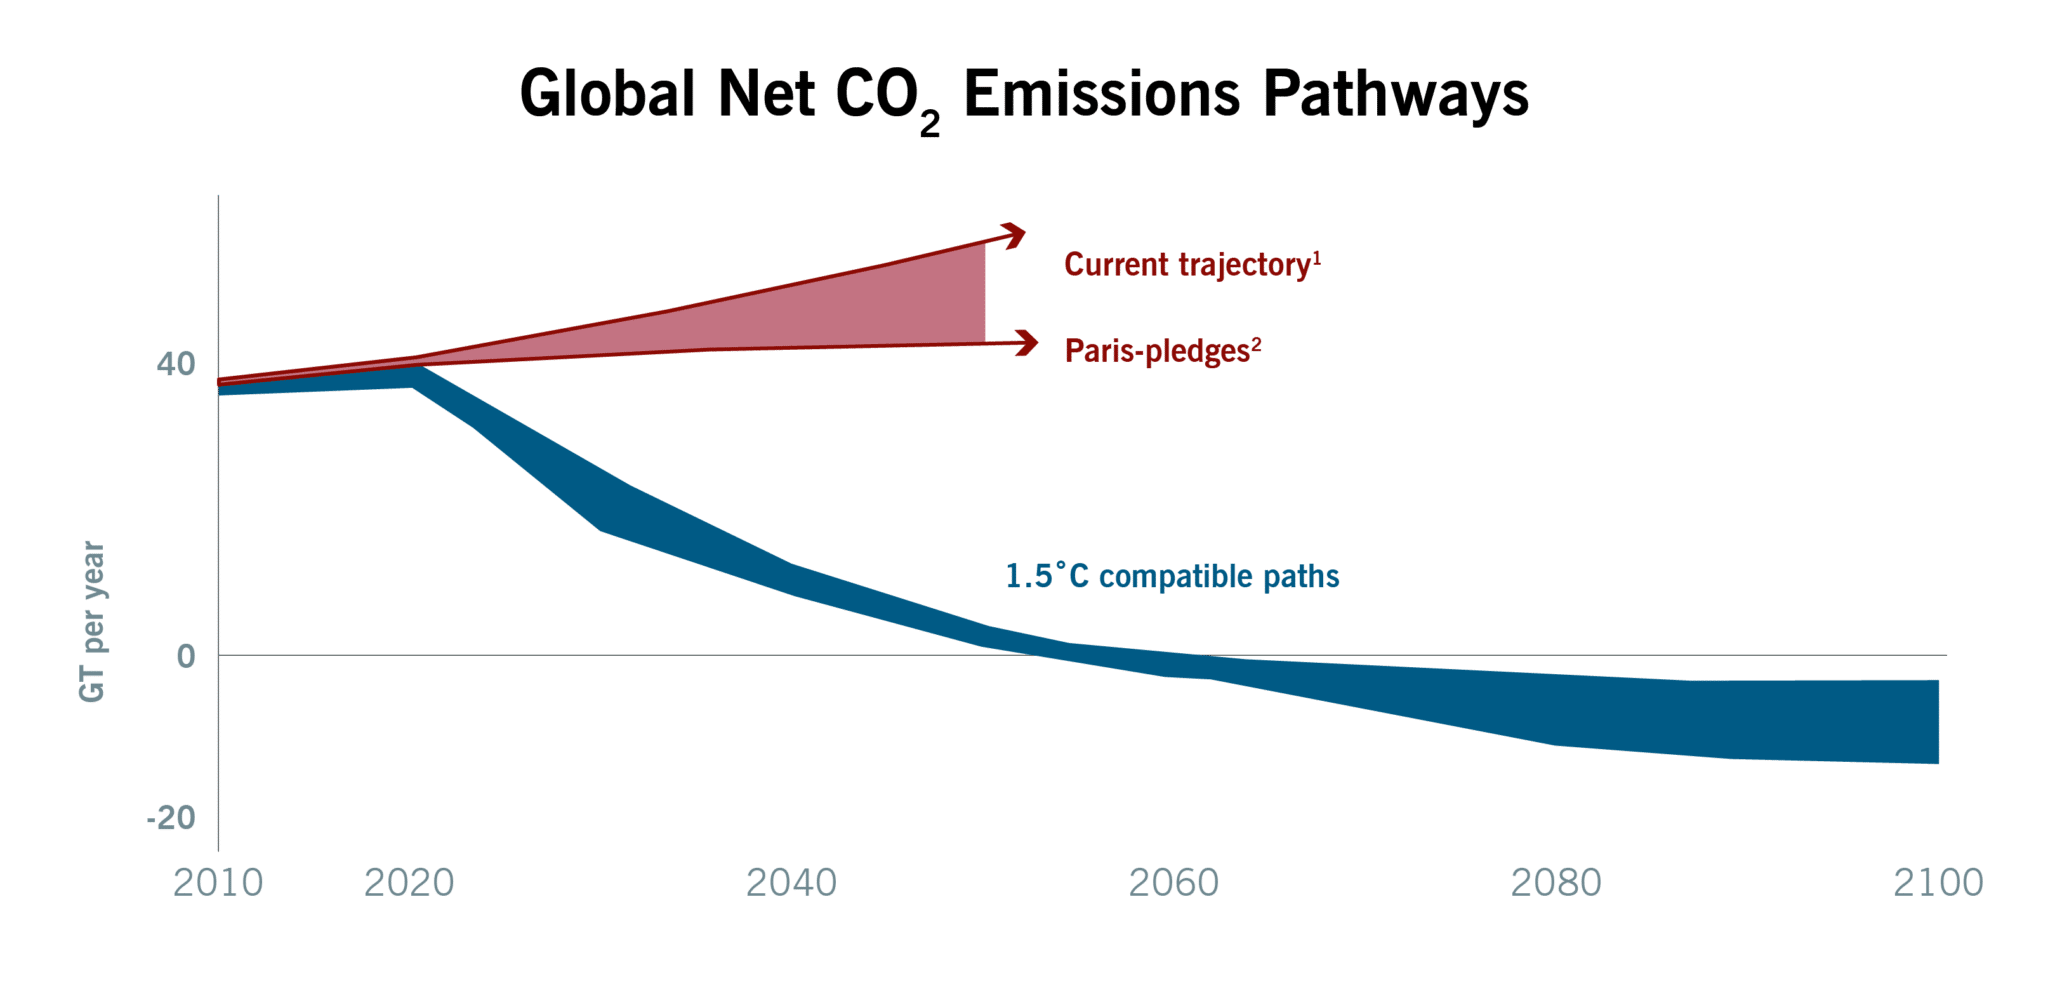 Global Net CO₂ Emissions Pathways
Current trajectory¹
40
Paris-pledges²
GT per year
1.5˚C compatible paths
0
-20
2010 2020 2040 2060 2080 2100